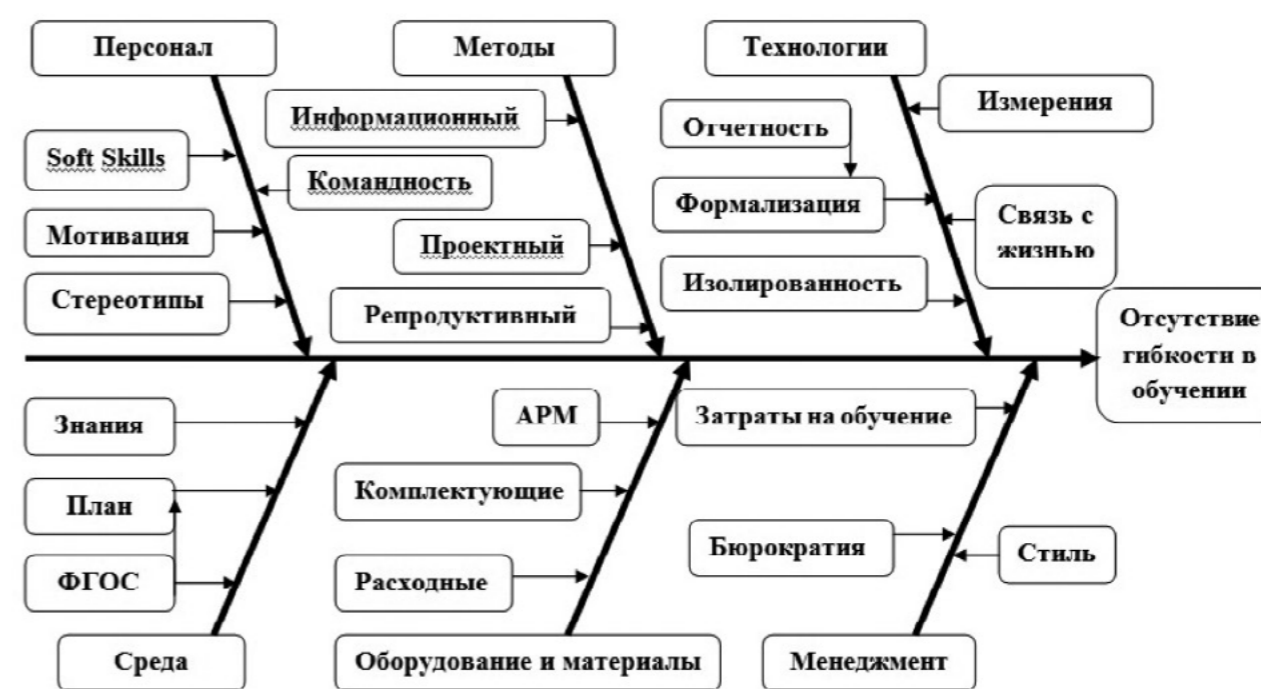 Персонал
Методы
Технологии
Измерения
Информационный
Отчетность
Soft Skills
Командность
Формализация
Связь с
жизнью
Мотивация
Проектный
Изолированность
Стереотипы
Репродуктивный
Отсутствие
гибкости в
обучении
Знания
АРМ
Затраты на обучение
План
Комплектующие
Бюрократия
Стиль
ФГОС
Расходные
Среда
Оборудование и материалы
Менеджмент